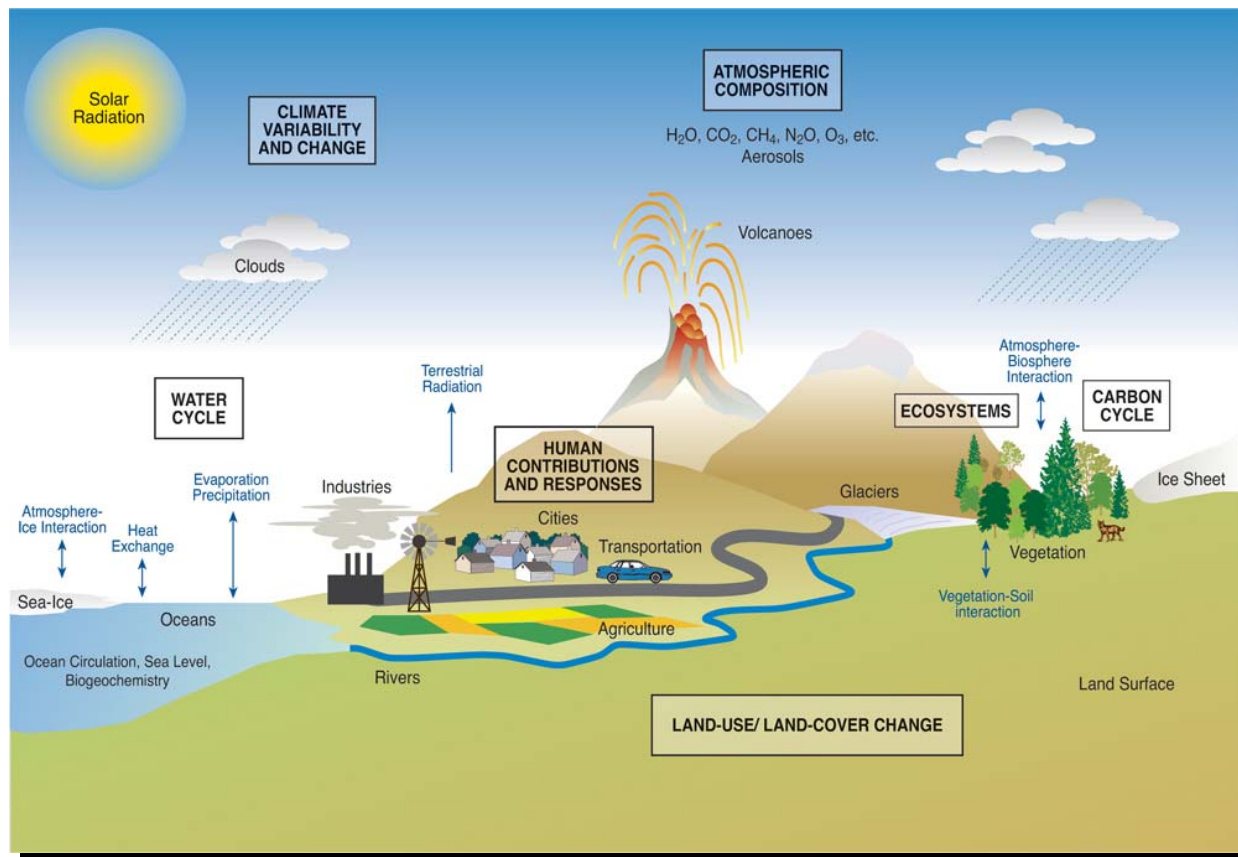 Solar
Radiation
CLIMATE
VARIABILITY
AND CHANGE
ATMOSPHERIC
COMPOSITION
H₂O, CO₂, CH₄, N₂O, O₃, etc.
Aerosols
Volcanoes
Clouds
WATER
CYCLE
Terrestrial
Radiation
Atmosphere-
Biosphere
Interaction
ECOSYSTEMS
CARBON
CYCLE
HUMAN
CONTRIBUTIONS
AND RESPONSES
Evaporation
Precipitation
Industries
Glaciers
Ice Sheet
Atmosphere-
Ice Interaction
Heat
Exchange
Cities
Transportation
Vegetation
Sea-Ice
Oceans
Vegetation-Soil
interaction
Agriculture
Ocean Circulation, Sea Level,
Biogeochemistry
Rivers
Land Surface
LAND-USE/ LAND-COVER CHANGE